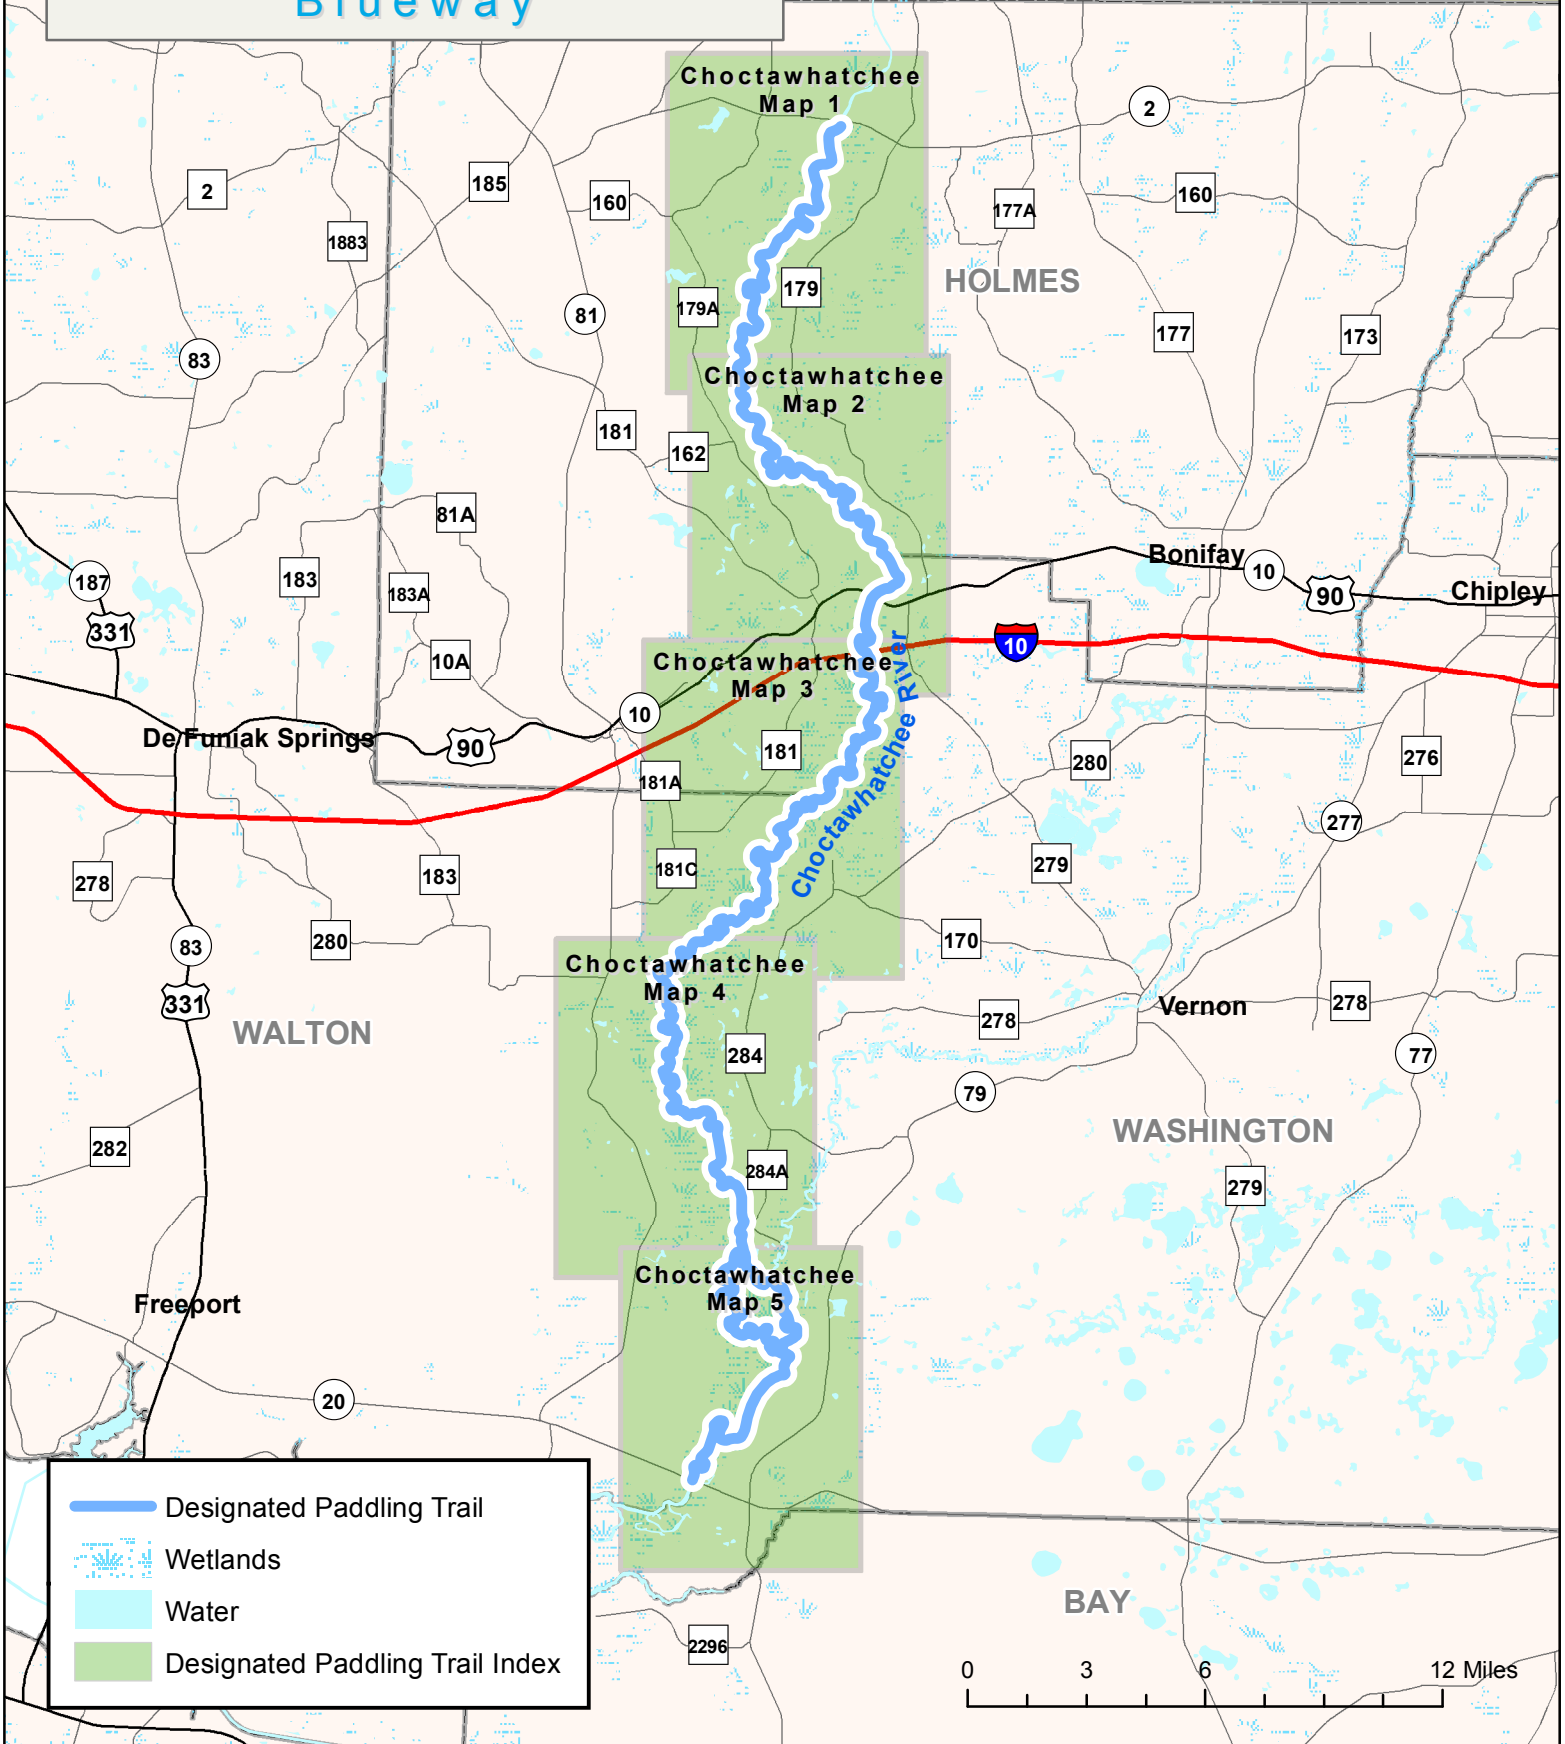 Blueway
Choctawhatchee
Map 1
2
2
185
160
160
177A
1883
HOLMES
179
179A
81
177
173
83
Choctawhatchee
Map 2
181
162
81A
Bonifay
10
187
183
183A
90
Chipley
331
10
10A
Choctawhatchee
Map 3
10
De Funiak Springs
90
181
280
276
181A
Choctawhatchee River
277
278
183
181C
279
83
280
170
Choctawhatchee
Map 4
331
278
Vernon
278
WALTON
284
77
79
282
WASHINGTON
284A
279
Choctawhatchee
Map 5
Freeport
20
Designated Paddling Trail
Wetlands
Water
Designated Paddling Trail Index
BAY
2296
0 3 6 12 Miles